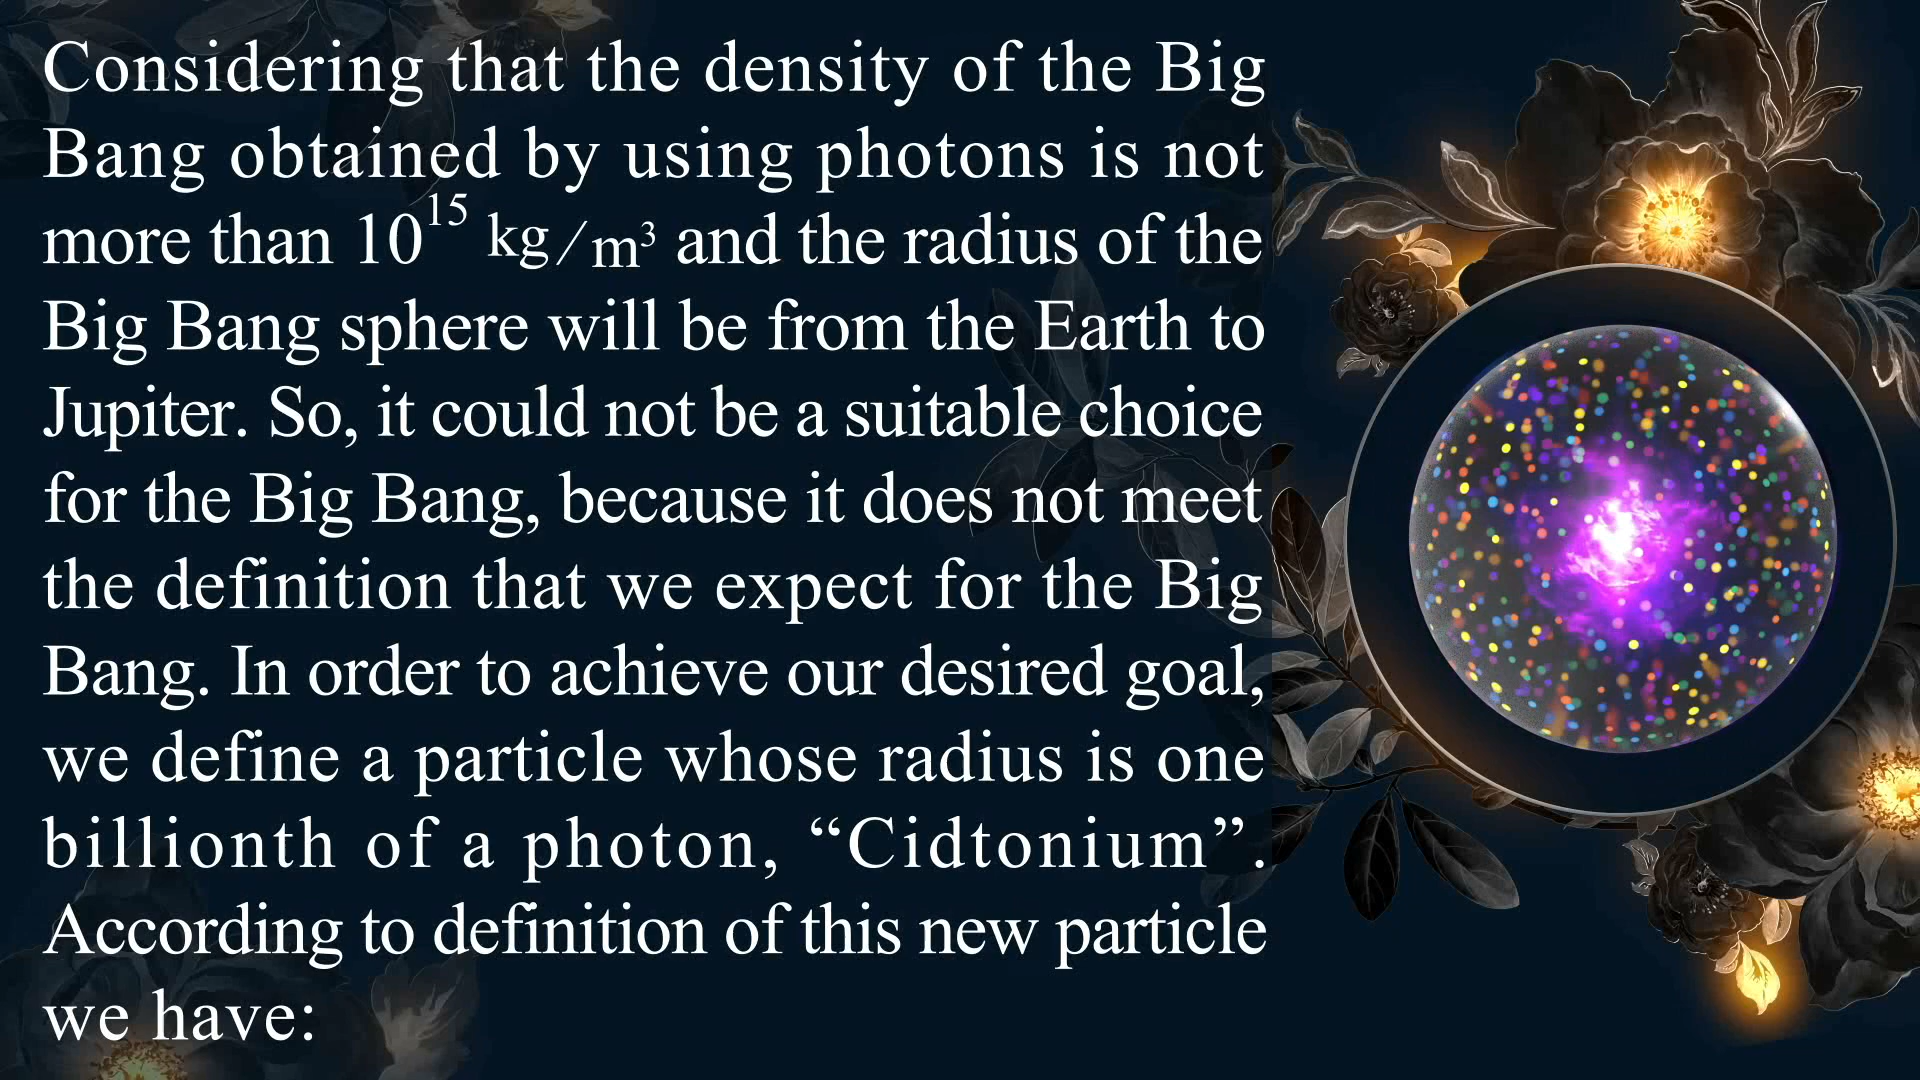 Considering that the density of the Big
Bang obtained by using photons is not
more than 10¹⁵ kg/m³ and the radius of the
Big Bang sphere will be from the Earth to
Jupiter. So, it could not be a suitable choice
for the Big Bang, because it does not meet
the definition that we expect for the Big
Bang. In order to achieve our desired goal,
we define a particle whose radius is one
billionth of a photon, “Cidtonium”.
According to definition of this new particle
we have: